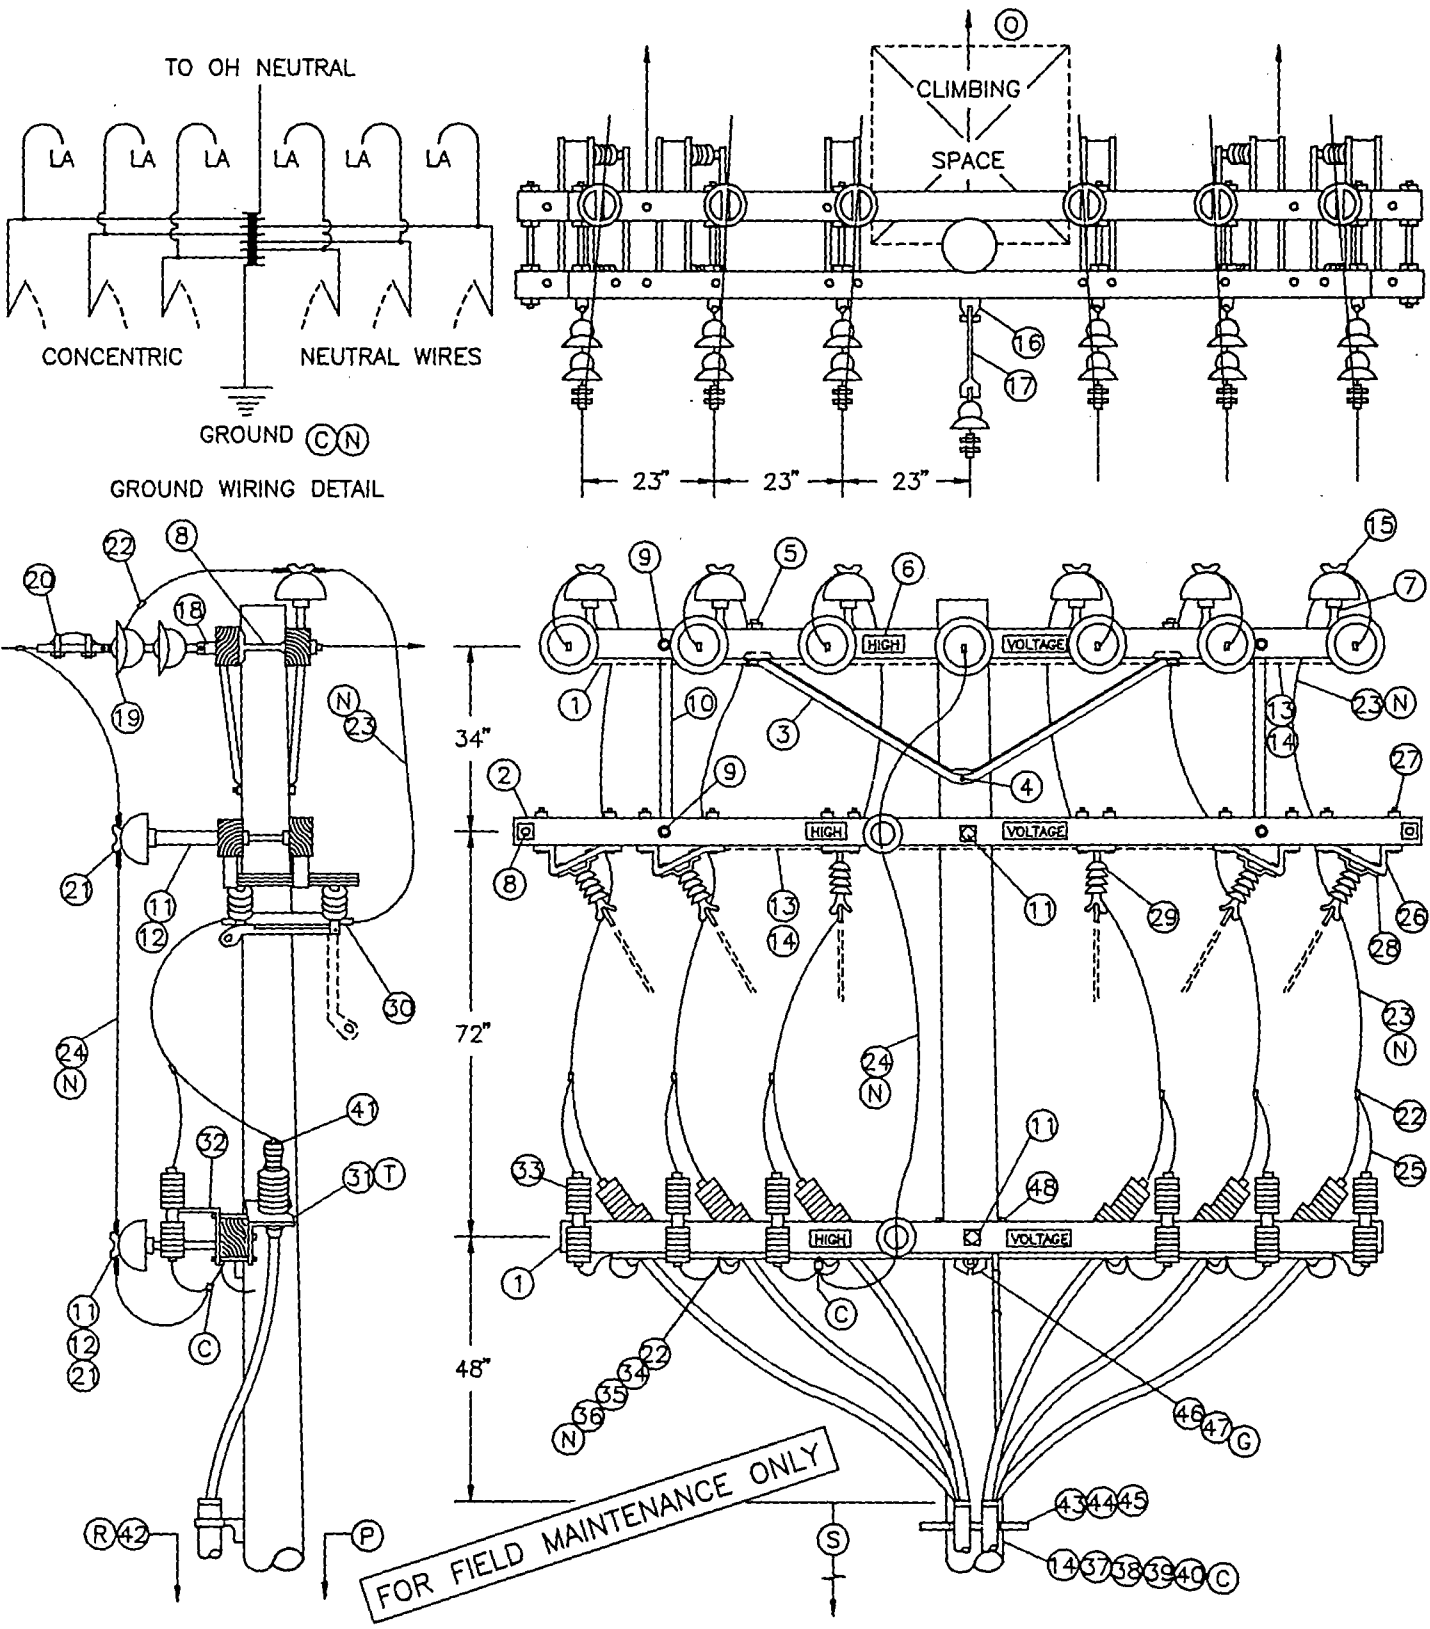 TO OH NEUTRAL
LA LA LA LA LA LA
CONCENTRIC NEUTRAL WIRES
GROUND C N
GROUND WIRING DETAIL
O
CLIMBING
SPACE
16
17
23" 23" 23"
22
8
20
18
19
N
23
21
11
12
30
24
N
41
32
31 T
11
12
21
C
R 42
P
34"
72"
48"
9
5
6
15
7
HIGH VOLTAGE
1
10
3
23 N
13
14
2
9
4
27
HIGH VOLTAGE
8
13
14
11
29
26
28
24
N
23
N
11
22
25
33
48
HIGH VOLTAGE
1
C
22
34
35
36
N
46
47
G
FOR FIELD MAINTENANCE ONLY
43 44 45
S
14 37 38 39 40 C